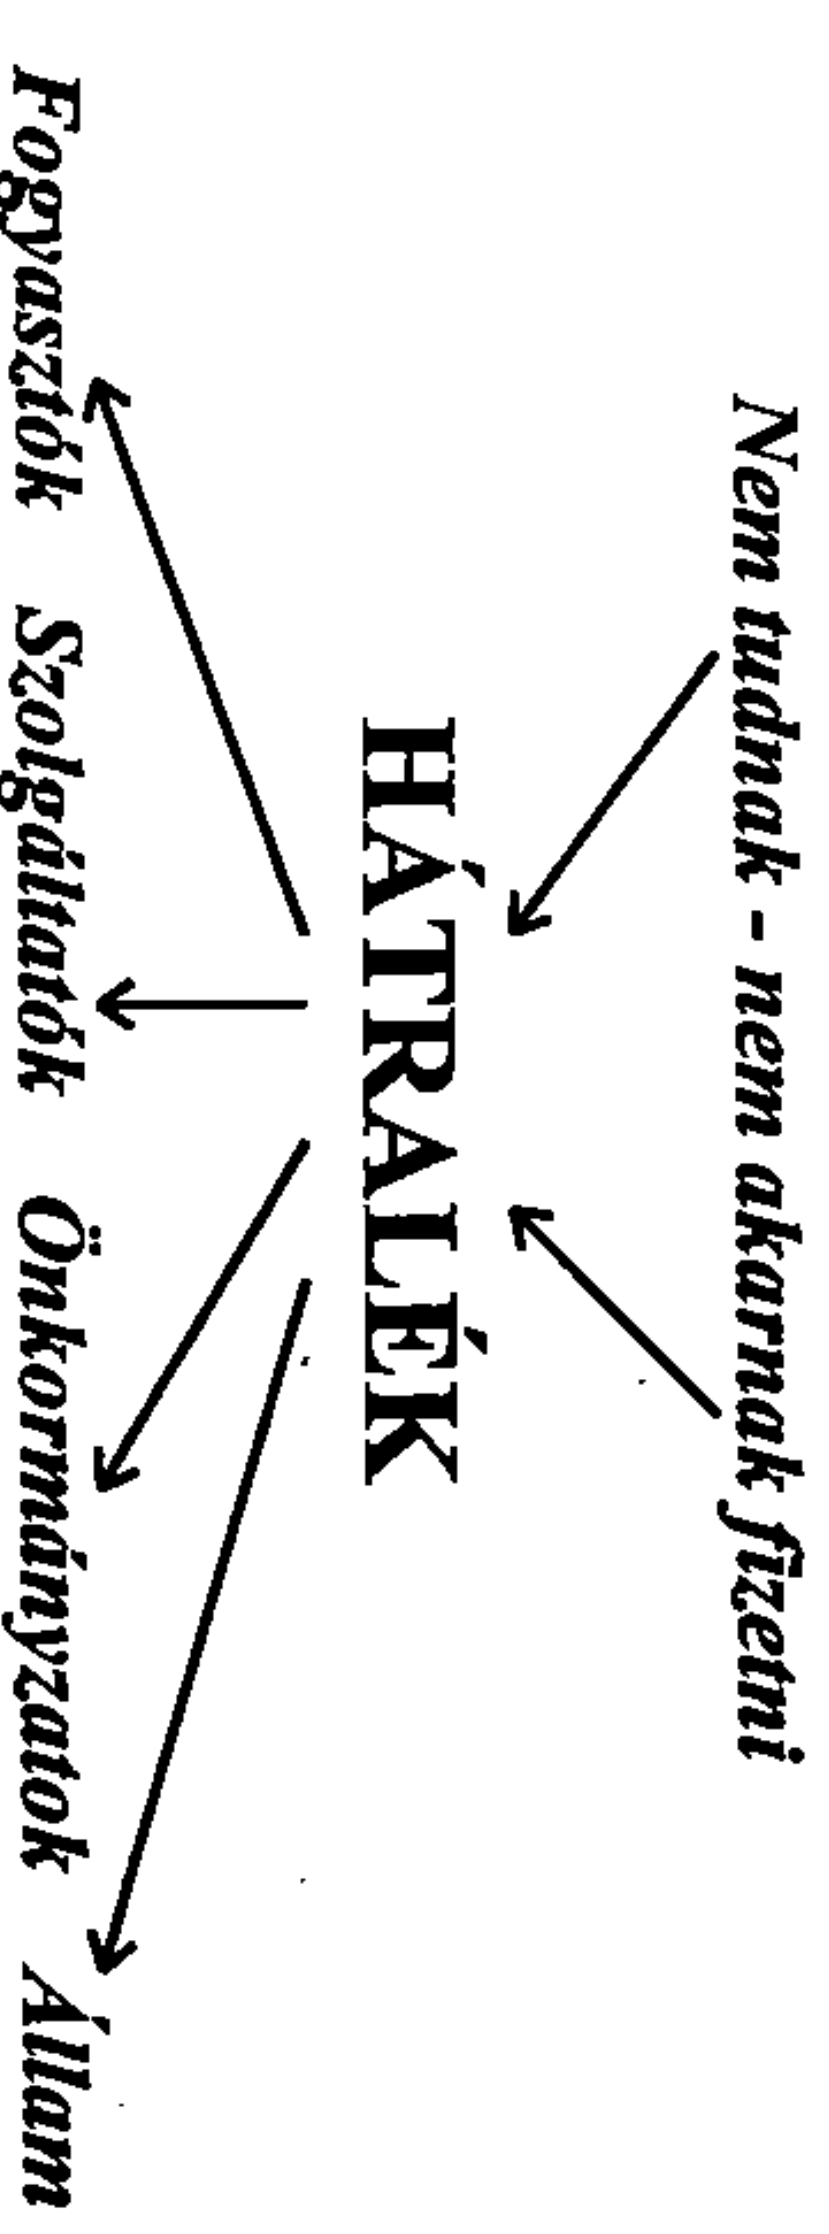 Nem tudnak - nem akarnak fizetni
HÁTRALÉK
Fogyasztók Szolgáltatók Önkormányzatok Állam